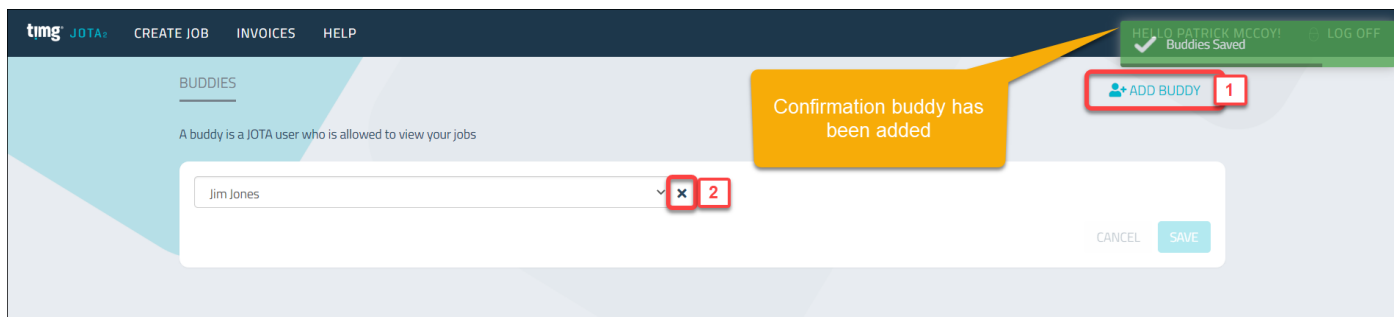 timg JOTA2 CREATE JOB INVOICES HELP HELLO PATRICK MCCOY! LOG OFF
Buddies Saved
BUDDIES
ADD BUDDY 1
Confirmation buddy has
been added
A buddy is a JOTA user who is allowed to view your jobs
Jim Jones 2
CANCEL SAVE